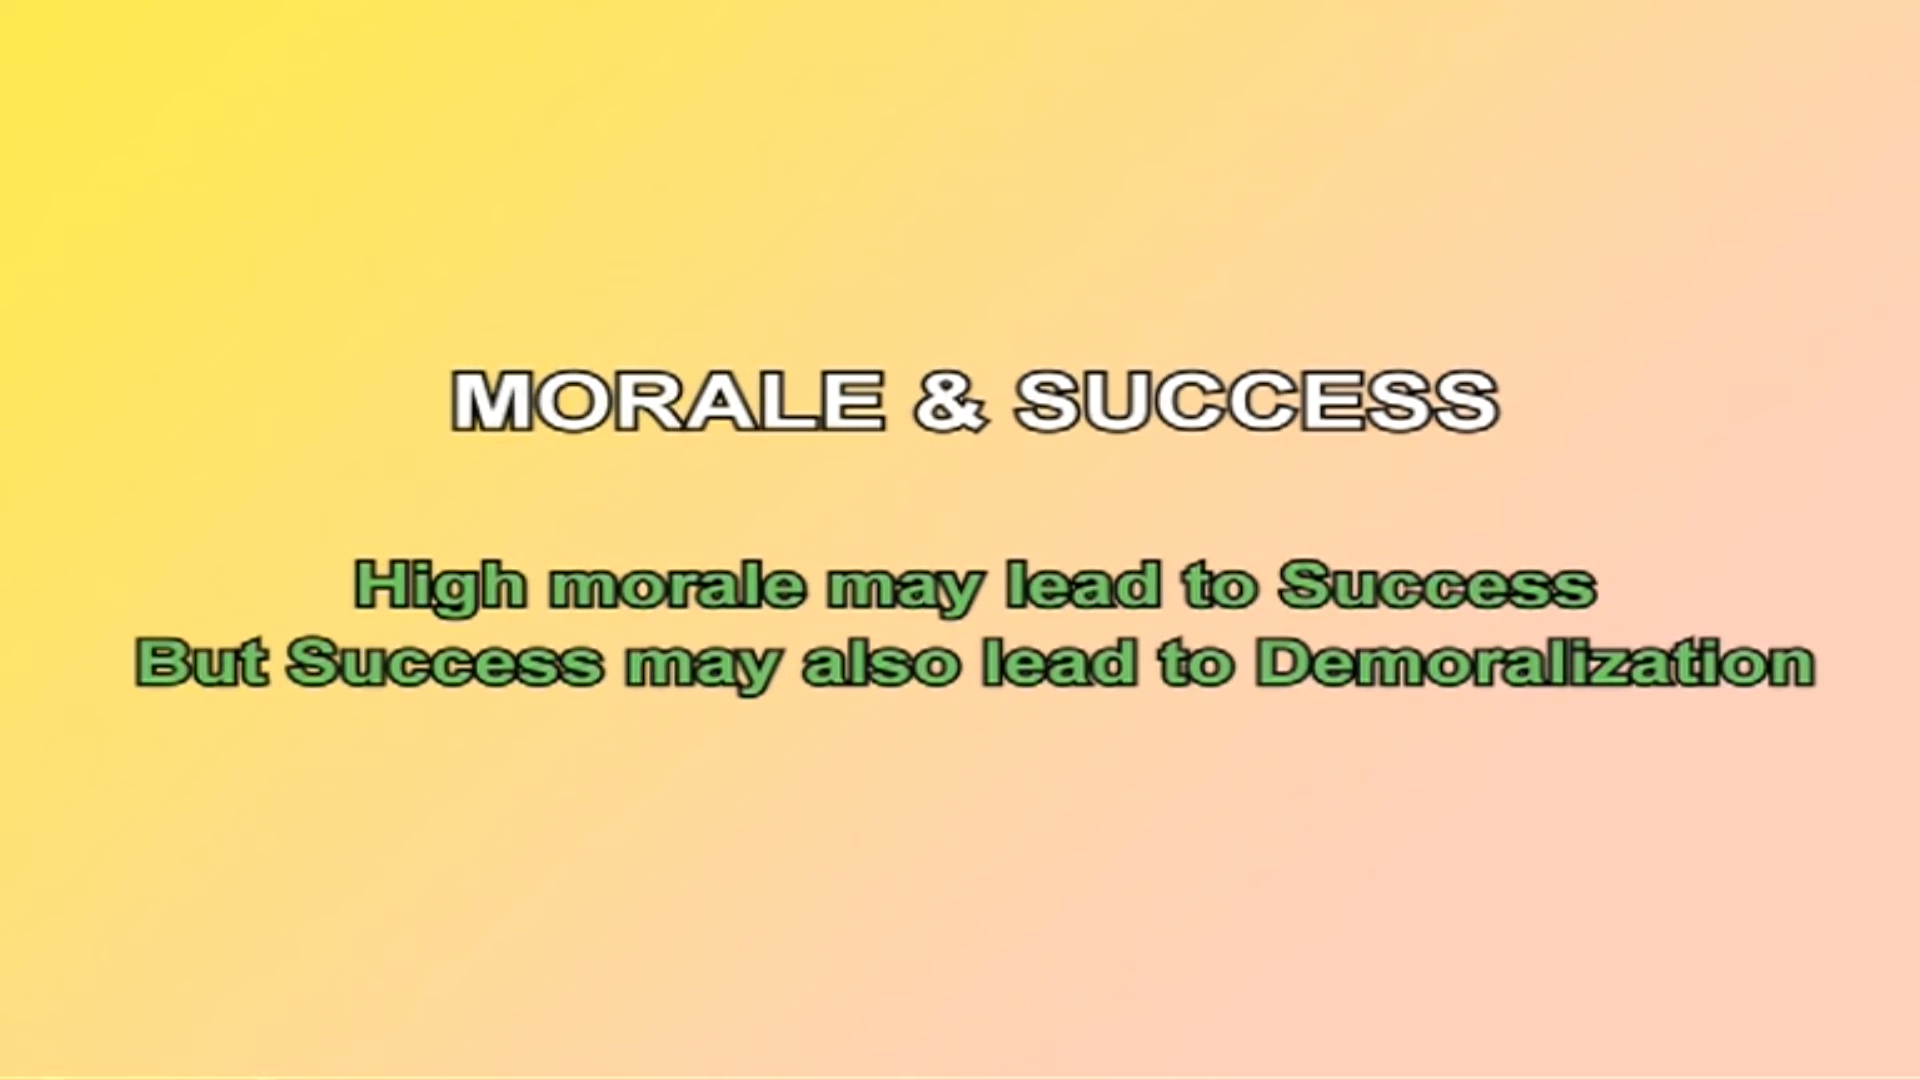 MORALE & SUCCESS
High morale may lead to Success
But Success may also lead to Demoralization